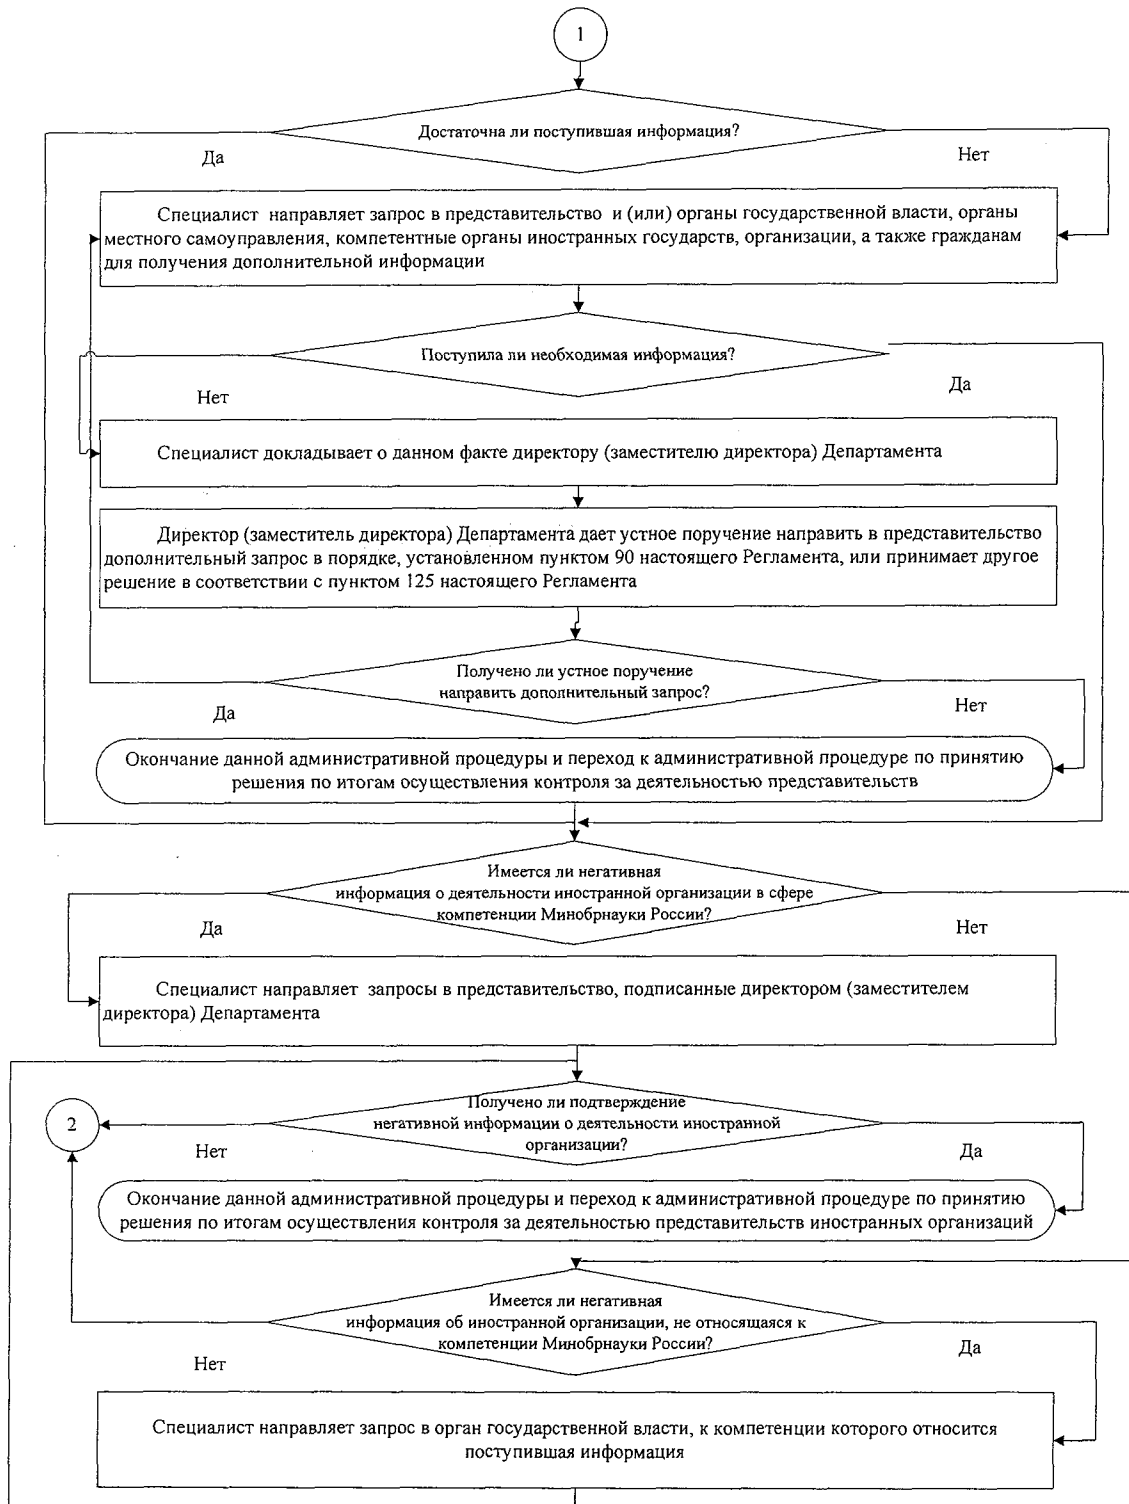 1
Достаточна ли поступившая информация?
Да
Нет
Специалист направляет запрос в представительство и (или) органы государственной власти, органы
местного самоуправления, компетентные органы иностранных государств, организации, а также гражданам
для получения дополнительной информации
Поступила ли необходимая информация?
Нет
Да
Специалист докладывает о данном факте директору (заместителю директора) Департамента
Директор (заместитель директора) Департамента дает устное поручение направить в представительство
дополнительный запрос в порядке, установленном пунктом 90 настоящего Регламента, или принимает другое
решение в соответствии с пунктом 125 настоящего Регламента
Получено ли устное поручение
направить дополнительный запрос?
Да
Нет
Окончание данной административной процедуры и переход к административной процедуре по принятию
решения по итогам осуществления контроля за деятельностью представительств
Имеется ли негативная
информация о деятельности иностранной организации в сфере
компетенции Минобрнауки России?
Да
Нет
Специалист направляет запросы в представительство, подписанные директором (заместителем
директора) Департамента
Получено ли подтверждение
негативной информации о деятельности иностранной
организации?
2
Нет
Да
Окончание данной административной процедуры и переход к административной процедуре по принятию
решения по итогам осуществления контроля за деятельностью представительств иностранных организаций
Имеется ли негативная
информация об иностранной организации, не относящаяся к
компетенции Минобрнауки России?
Нет
Да
Специалист направляет запрос в орган государственной власти, к компетенции которого относится
поступившая информация